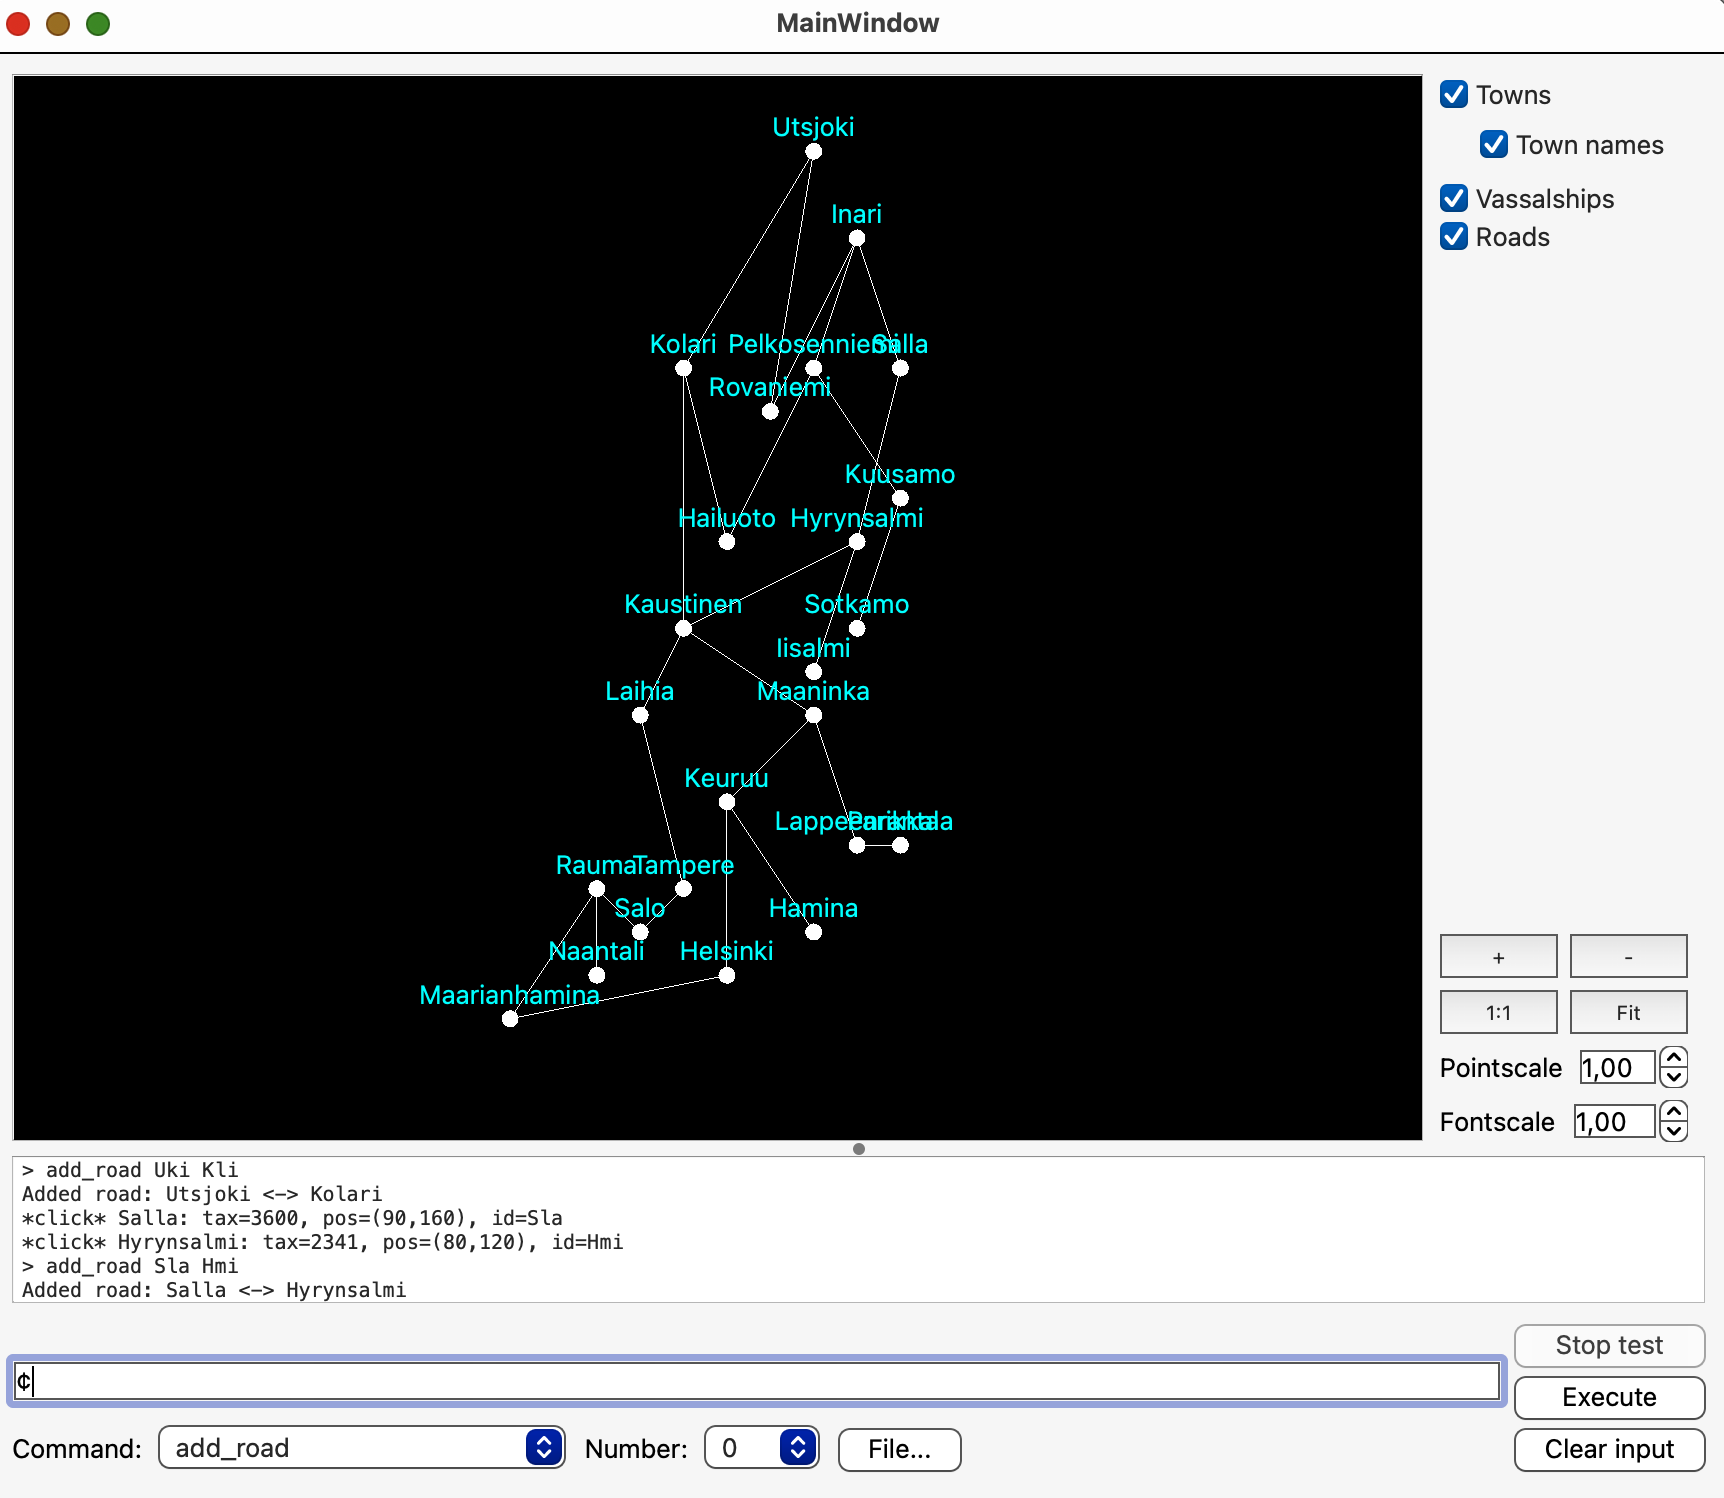 MainWindow
Towns
Town names
Vassalships
Roads
Utsjoki
Inari
Kolari
Pelkosenniemi
Salla
Rovaniemi
Kuusamo
Hailuoto
Hyrynsalmi
Kaustinen
Sotkamo
Iisalmi
Laihia
Maaninka
Keuruu
Lappeenranta
Parikkala
Rauma
Tampere
Salo
Hamina
Naantali
Helsinki
Maarianhamina
+
-
1:1
Fit
Pointscale 1,00
Fontscale 1,00
> add_road Uki Kli
Added road: Utsjoki <-> Kolari
*click* Salla: tax=3600, pos=(90,160), id=Sla
*click* Hyrynsalmi: tax=2341, pos=(80,120), id=Hmi
> add_road Sla Hmi
Added road: Salla <-> Hyrynsalmi
Stop test
¢
Execute
Command: add_road Number: 0 File... Clear input